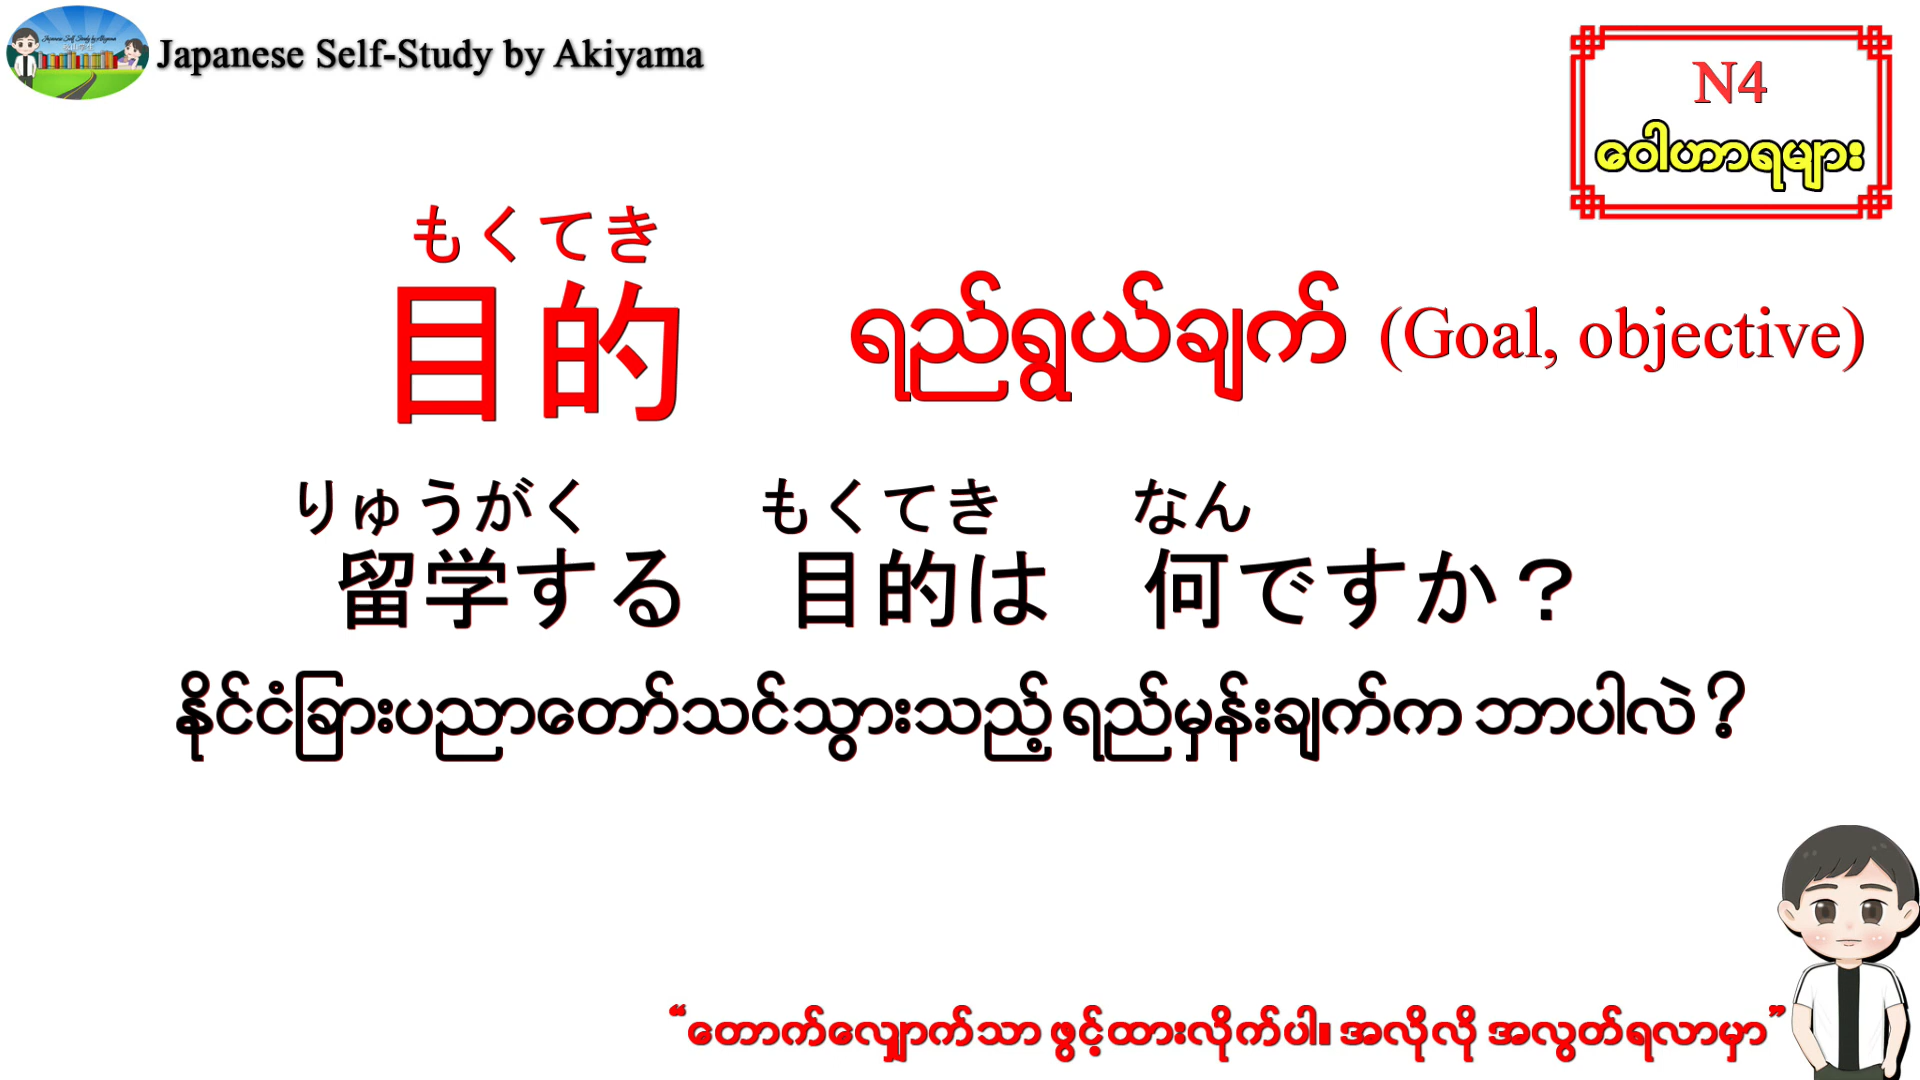 Japanese Self-Study by Akiyama
N4
ဝေါဟာရများ
もくてき
目的 ရည်ရွယ်ချက် (Goal, objective)
りゅうがく もくてき なん
留学する 目的は 何ですか？
နိုင်ငံခြားပညာတော်သင်သွားသည့် ရည်မှန်းချက်က ဘာပါလဲ?
“တောက်လျှောက်သာ ဖွင့်ထားလိုက်ပါ။ အလိုလို အလွတ်ရလာမှာ”